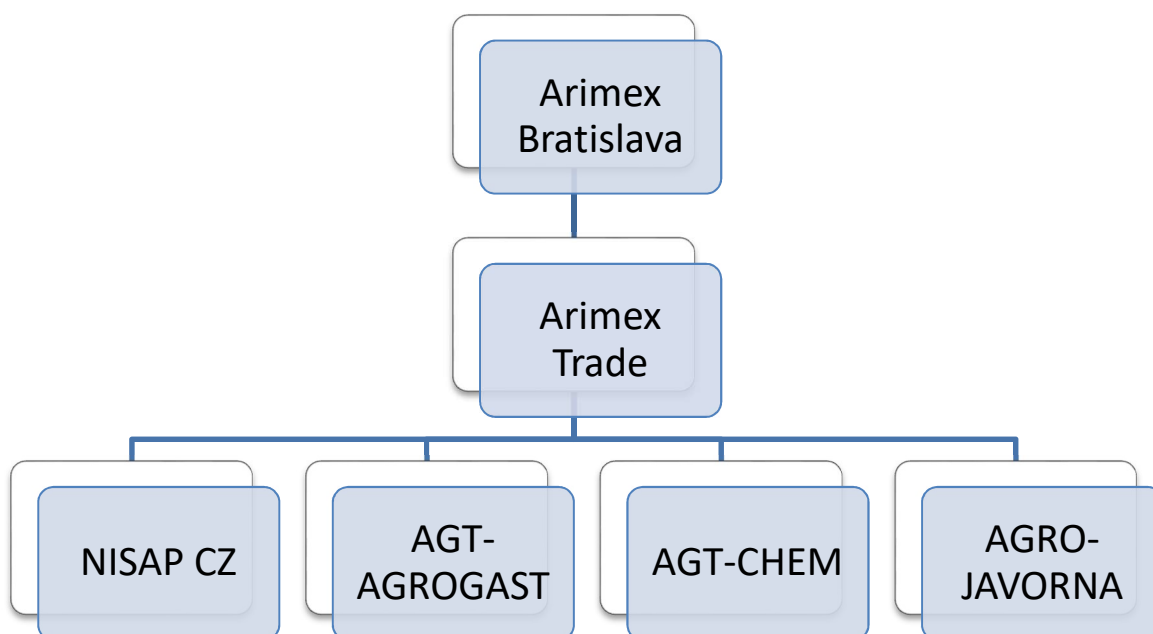 Arimex
Bratislava
Arimex
Trade
NISAP CZ
AGT-
AGROGAST
AGT-CHEM
AGRO-
JAVORNA